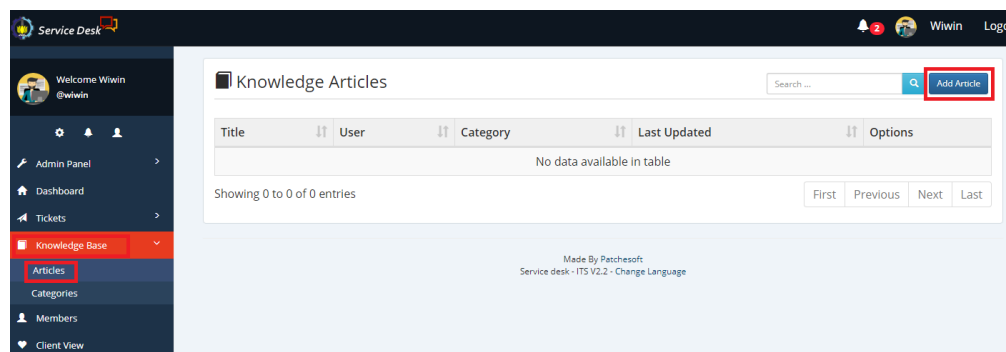 Service Desk
2
Wiwin
Logo
Welcome Wiwin
@wiwin
Admin Panel
Dashboard
Tickets
Knowledge Base
Articles
Categories
Members
Client View
Knowledge Articles
Search ...
Add Article
Title User Category Last Updated Options
No data available in table
Showing 0 to 0 of 0 entries
First Previous Next Last
Made By Patchesoft
Service desk - ITS V2.2 - Change Language